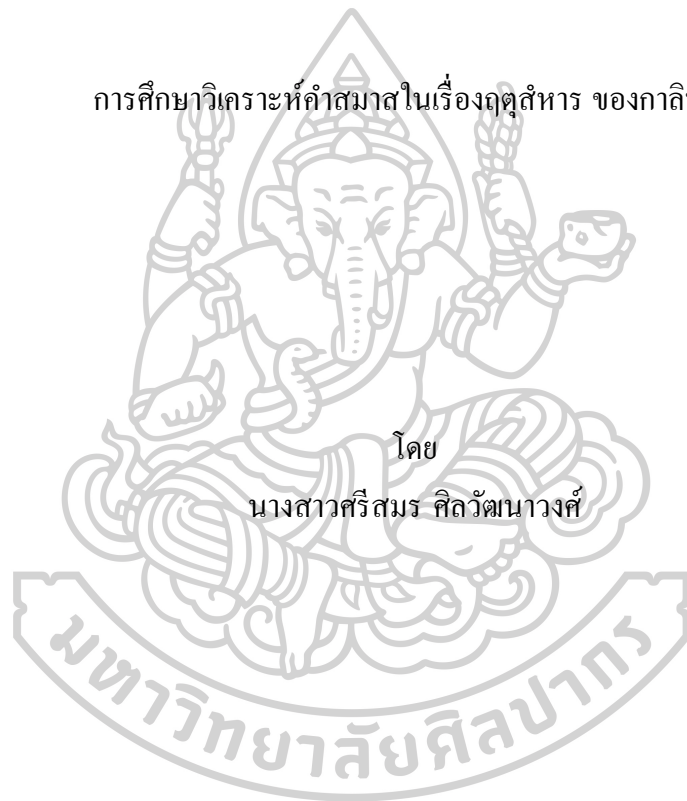 การศึกษาวิเคราะห์คำสมาสในเรื่องฤตุสํหาร ของกาลิ
โดย
นางสาวศรีสมร ศิลวัฒนาวงศ์
มหาวิทยาลัยศิลปากร